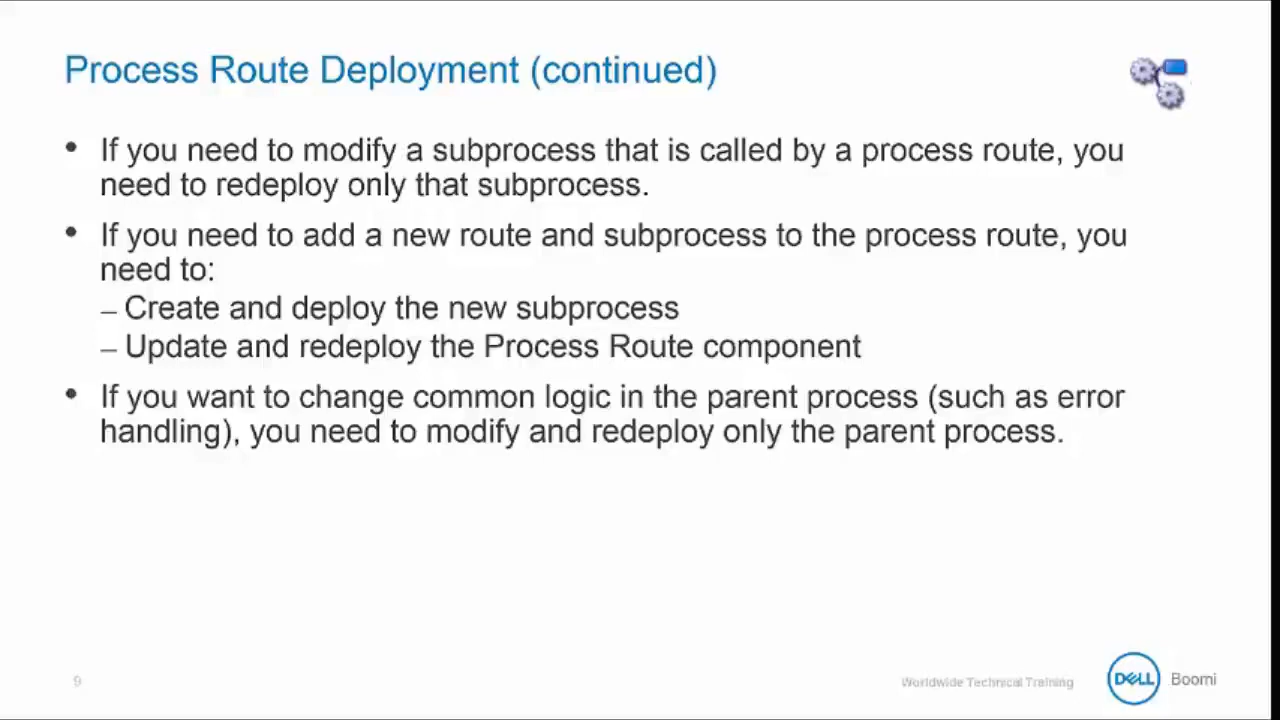 Process Route Deployment (continued)
• If you need to modify a subprocess that is called by a process route, you
need to redeploy only that subprocess.
• If you need to add a new route and subprocess to the process route, you
need to:
– Create and deploy the new subprocess
– Update and redeploy the Process Route component
• If you want to change common logic in the parent process (such as error
handling), you need to modify and redeploy only the parent process.
9
Worldwide Technical Training
DELL
Boomi